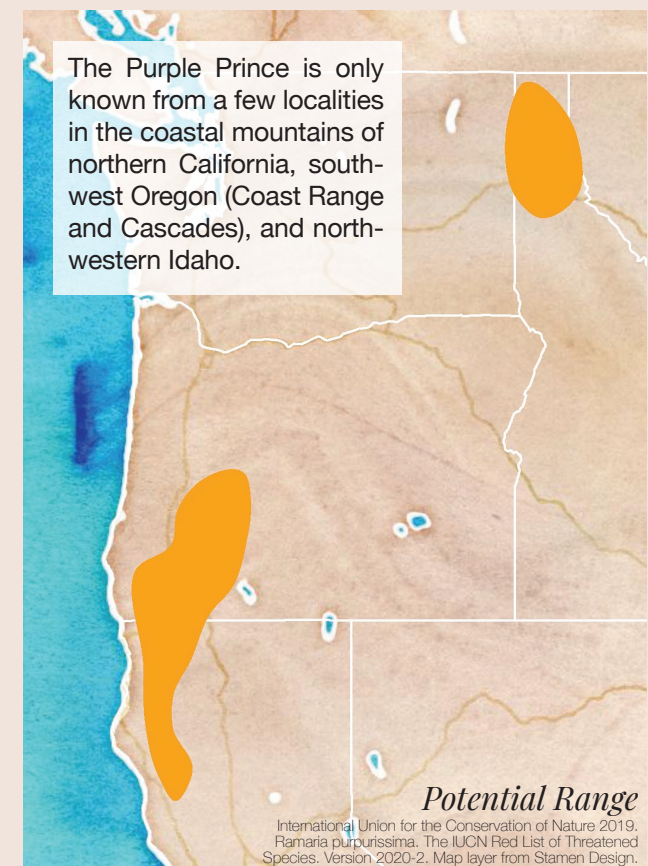 The Purple Prince is only
known from a few localities
in the coastal mountains of
northern California, south-
west Oregon (Coast Range
and Cascades), and north-
western Idaho.
Potential Range
International Union for the Conservation of Nature 2019.
Ramaria purpurissima. The IUCN Red List of Threatened
Species. Version 2020-2. Map layer from Stamen Design.